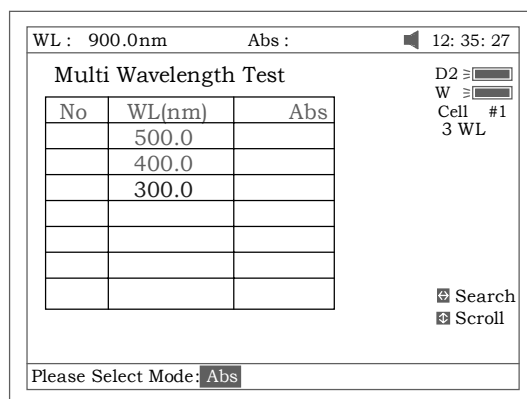 WL : 900.0nm Abs : 12: 35: 27
Multi Wavelength Test
D2
W
Cell #1
3 WL
No WL(nm) Abs
500.0
400.0
300.0
Search
Scroll
Please Select Mode: Abs